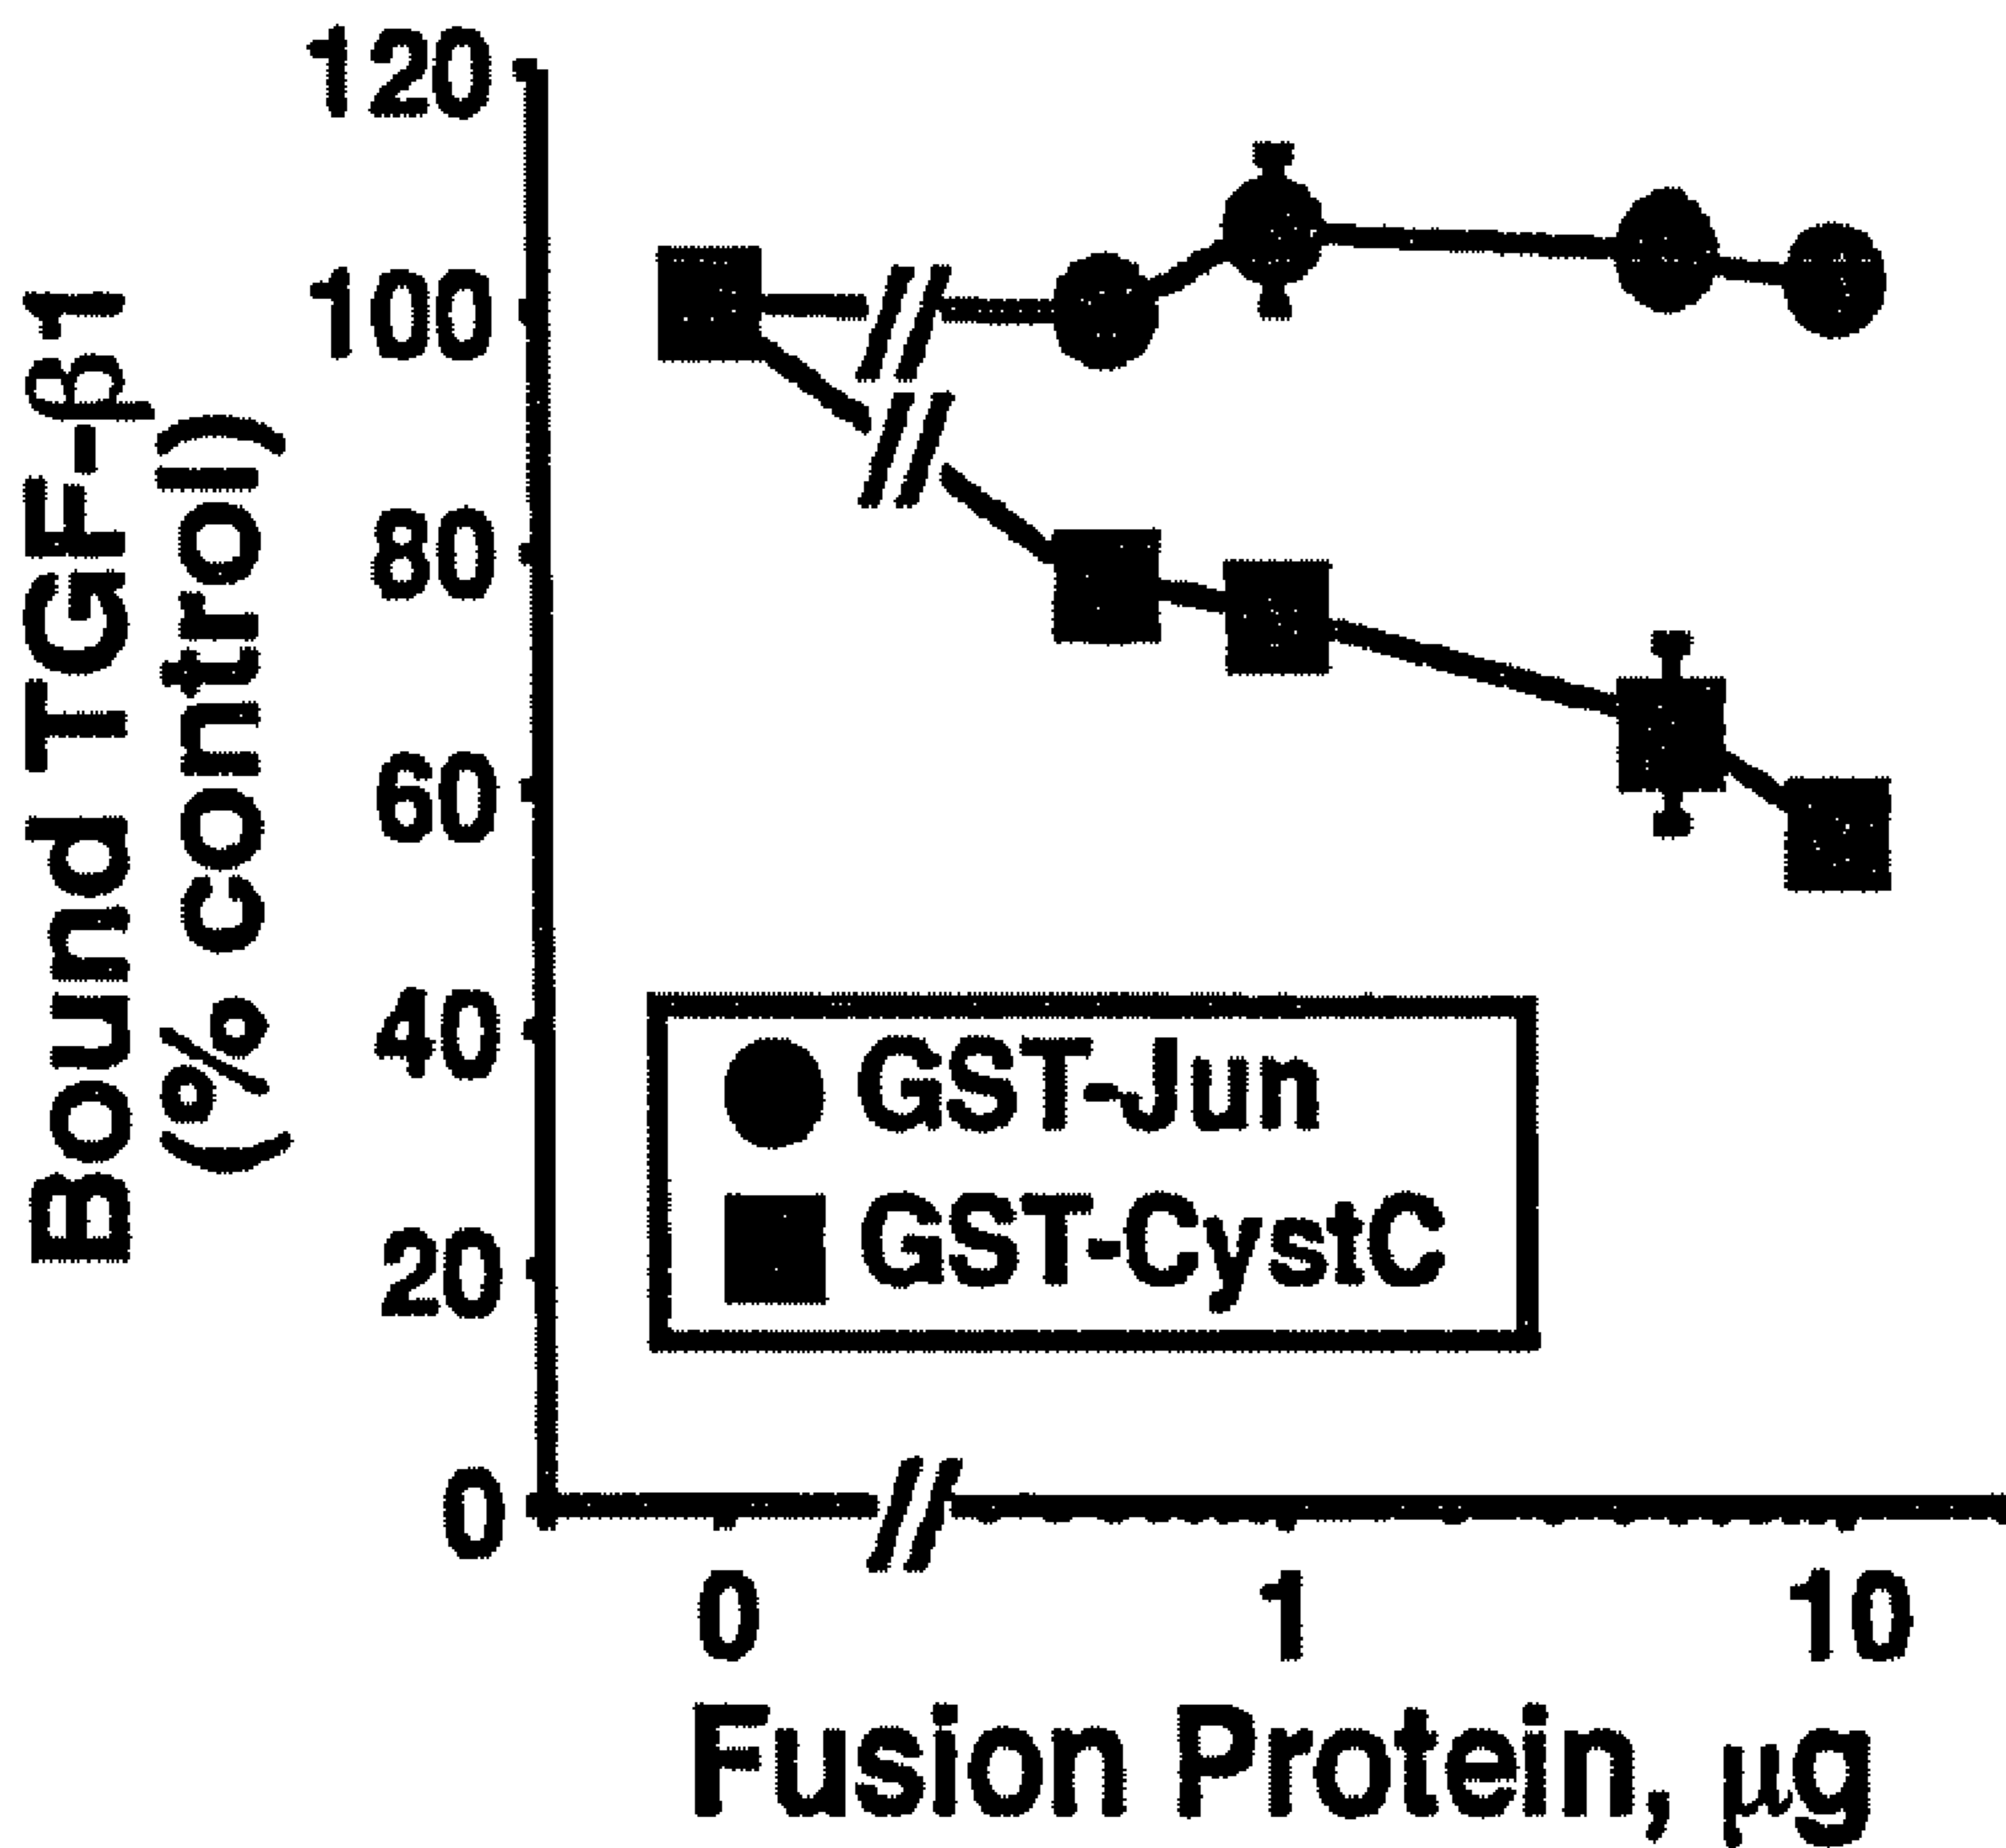 Bound TGF-β1
(% control)
120
100
80
60
40
20
0
GST-Jun
GST-CystC
0 1 10
Fusion Protein, µg